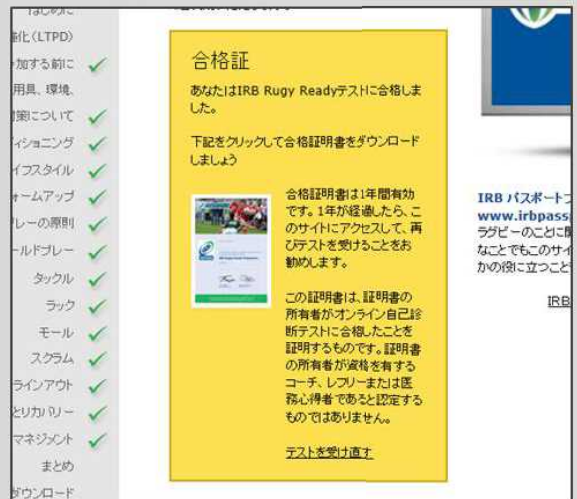 はじめに
化(LTPD)
加する前に
用具、環境、
策について
ィショニング
イフスタイル
ォームアップ
レーの原則
ールドプレー
タックル
ラック
モール
スクラム
ラインアウト
とリカバリー
マネジメント
まとめ
ダウンロード
合格証
あなたはIRB Rugy Readyテストに合格しま
した。
下記をクリックして合格証明書をダウンロード
しましょう
合格証明書は1年間有効
です。1年が経過したら、こ
のサイトにアクセスして、再
びテストを受けることをお
勧めします。
この証明書は、証明書の
所有者がオンライン自己診
断テストに合格したことを
証明するものです。証明書
の所有者が資格を有する
コーチ、レフリーまたは医
務心得者であると認定する
ものではありません。
テストを受け直す
IRB パスポート
www.irbpass
ラグビーのことに
なことでもこのサイ
かの役に立つこと
IRB